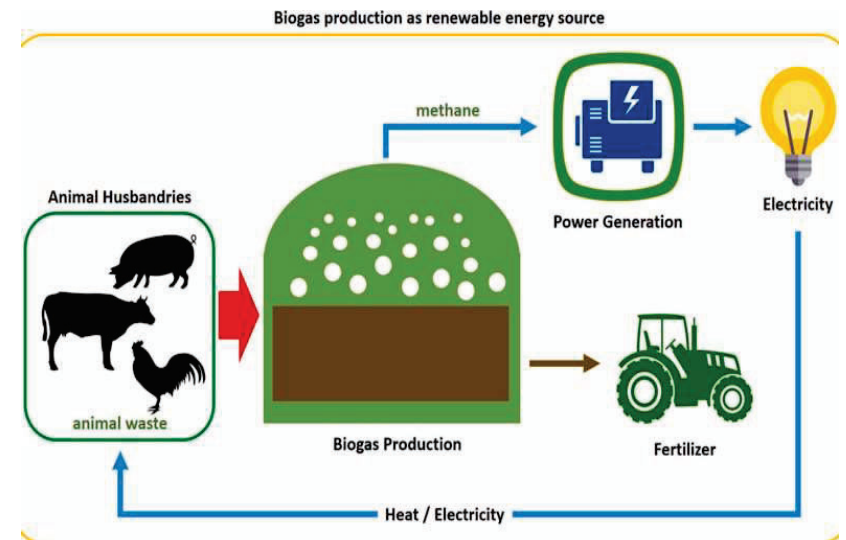 Biogas production as renewable energy source
methane
Animal Husbandries
Power Generation
Electricity
animal waste
Biogas Production
Fertilizer
Heat / Electricity